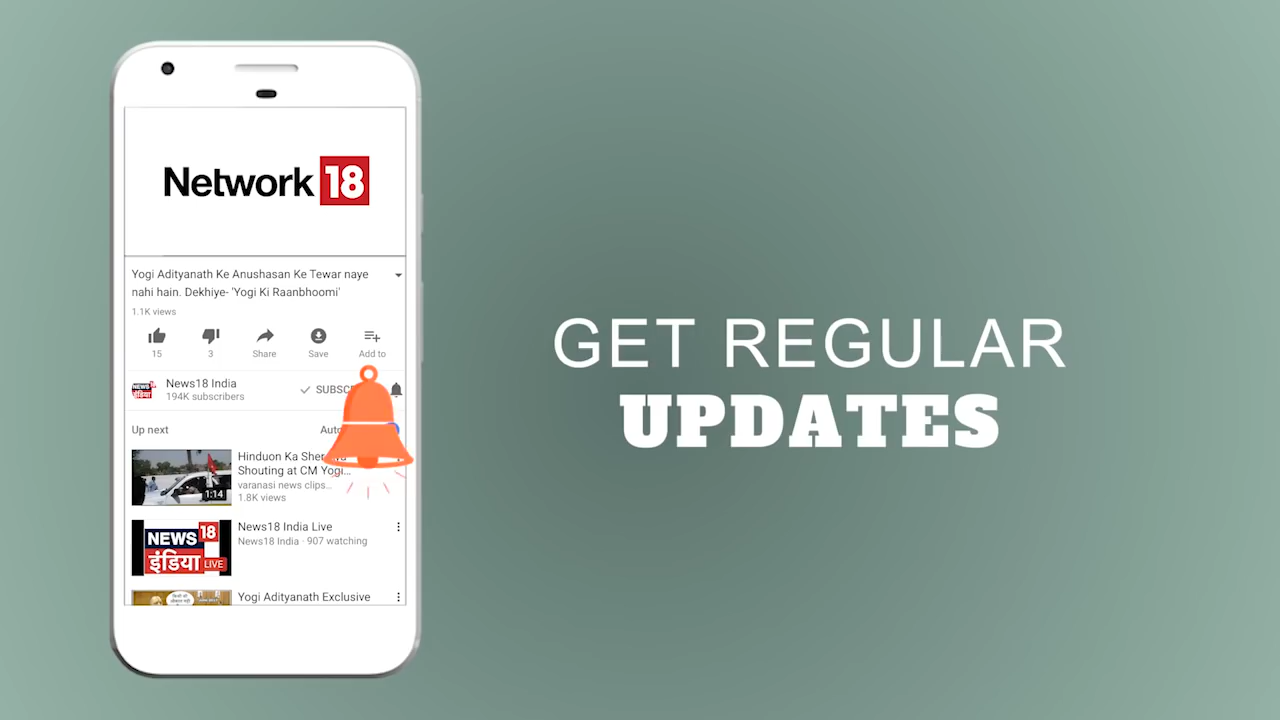 Network 18
Yogi Adityanath Ke Anushasan Ke Tewar naye
nahi hain. Dekhiye- 'Yogi Ki Raanbhoomi'
1.1K views
15
3
Share
Save
Add to
News18 India
194K subscribers
SUBSC
Up next
Auto
Hinduon Ka Sher
Shouting at CM Yogi...
varanasi news clips...
1.8K views
1:14
News18 India Live
News18 India · 907 watching
NEWS 18
इंडिया LIVE
Yogi Adityanath Exclusive
GET REGULAR
UPDATES